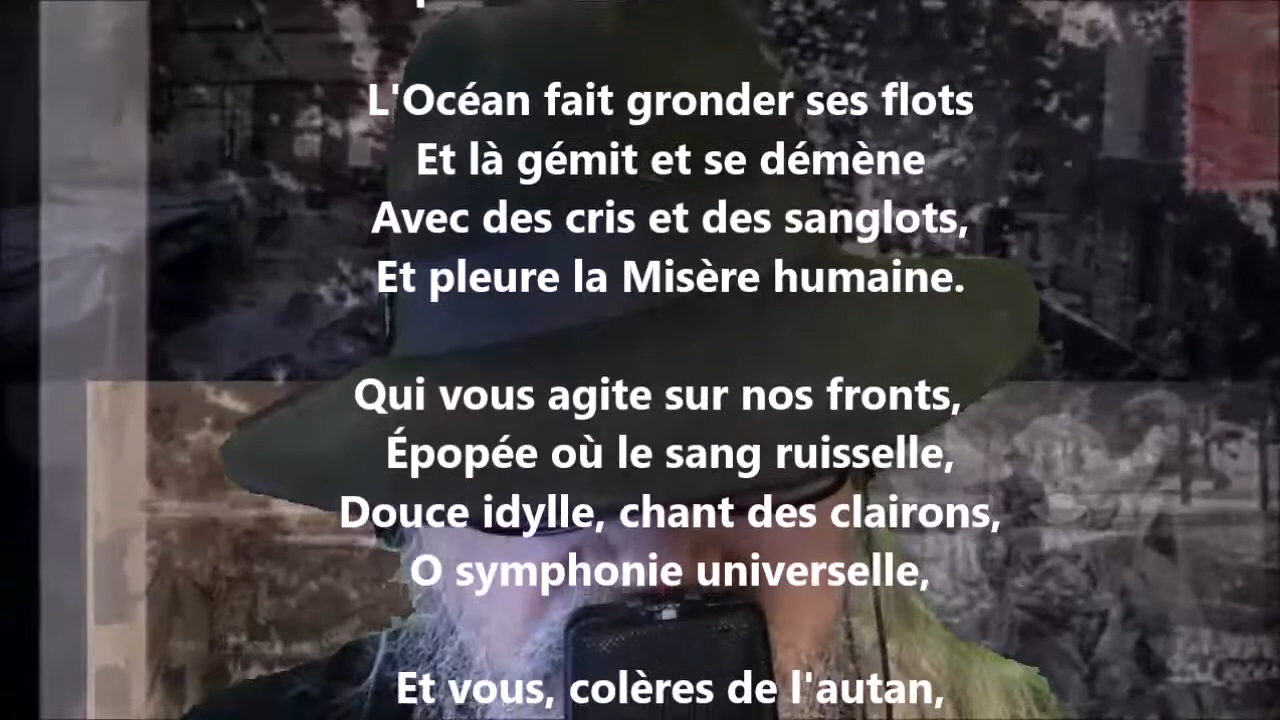 L'Océan fait gronder ses flots
Et là gémit et se démène
Avec des cris et des sanglots,
Et pleure la Misère humaine.
Qui vous agite sur nos fronts,
Épopée où le sang ruisselle,
Douce idylle, chant des clairons,
O symphonie universelle,
Et vous, colères de l'autan,